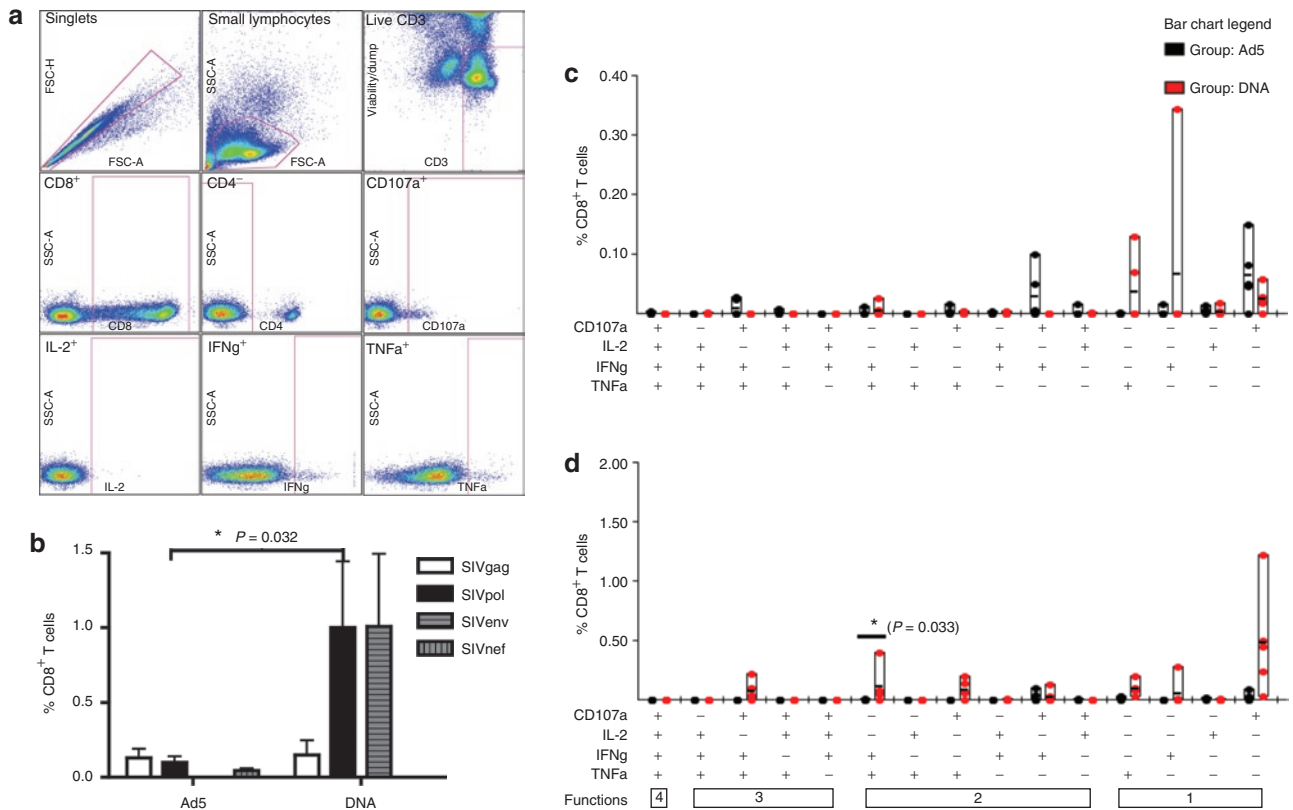 a
Singlets
FSC-H
FSC-A
Small lymphocytes
SSC-A
FSC-A
Live CD3
Viability/dump
CD3
CD8⁺
SSC-A
CD8
CD4⁻
SSC-A
CD4
CD107a⁺
SSC-A
CD107a
IL-2⁺
SSC-A
IL-2
IFNg⁺
SSC-A
IFNg
TNFa⁺
SSC-A
TNFa
b
% CD8⁺ T cells
1.5
1.0
0.5
0.0
* P = 0.032
SIVgag
SIVpol
SIVenv
SIVnef
Ad5
DNA
Bar chart legend
Group: Ad5
Group: DNA
c
% CD8⁺ T cells
0.40
0.30
0.20
0.10
CD107a + – + + + – – + – + + – – – +
IL-2 + + – + + – + – + – + – – + –
IFNg + + + – + + – – + + – – + – –
TNFa + + + + – + + + – – – + – – –
d
% CD8⁺ T cells
2.00
1.50
1.00
0.50
* (P = 0.033)
CD107a + – + + + – – + – + + – – – +
IL-2 + + – + + – + – + – + – – + –
IFNg + + + – + + – – + + – – + – –
TNFa + + + + – + + + – – – + – – –
Functions 4 3 2 1